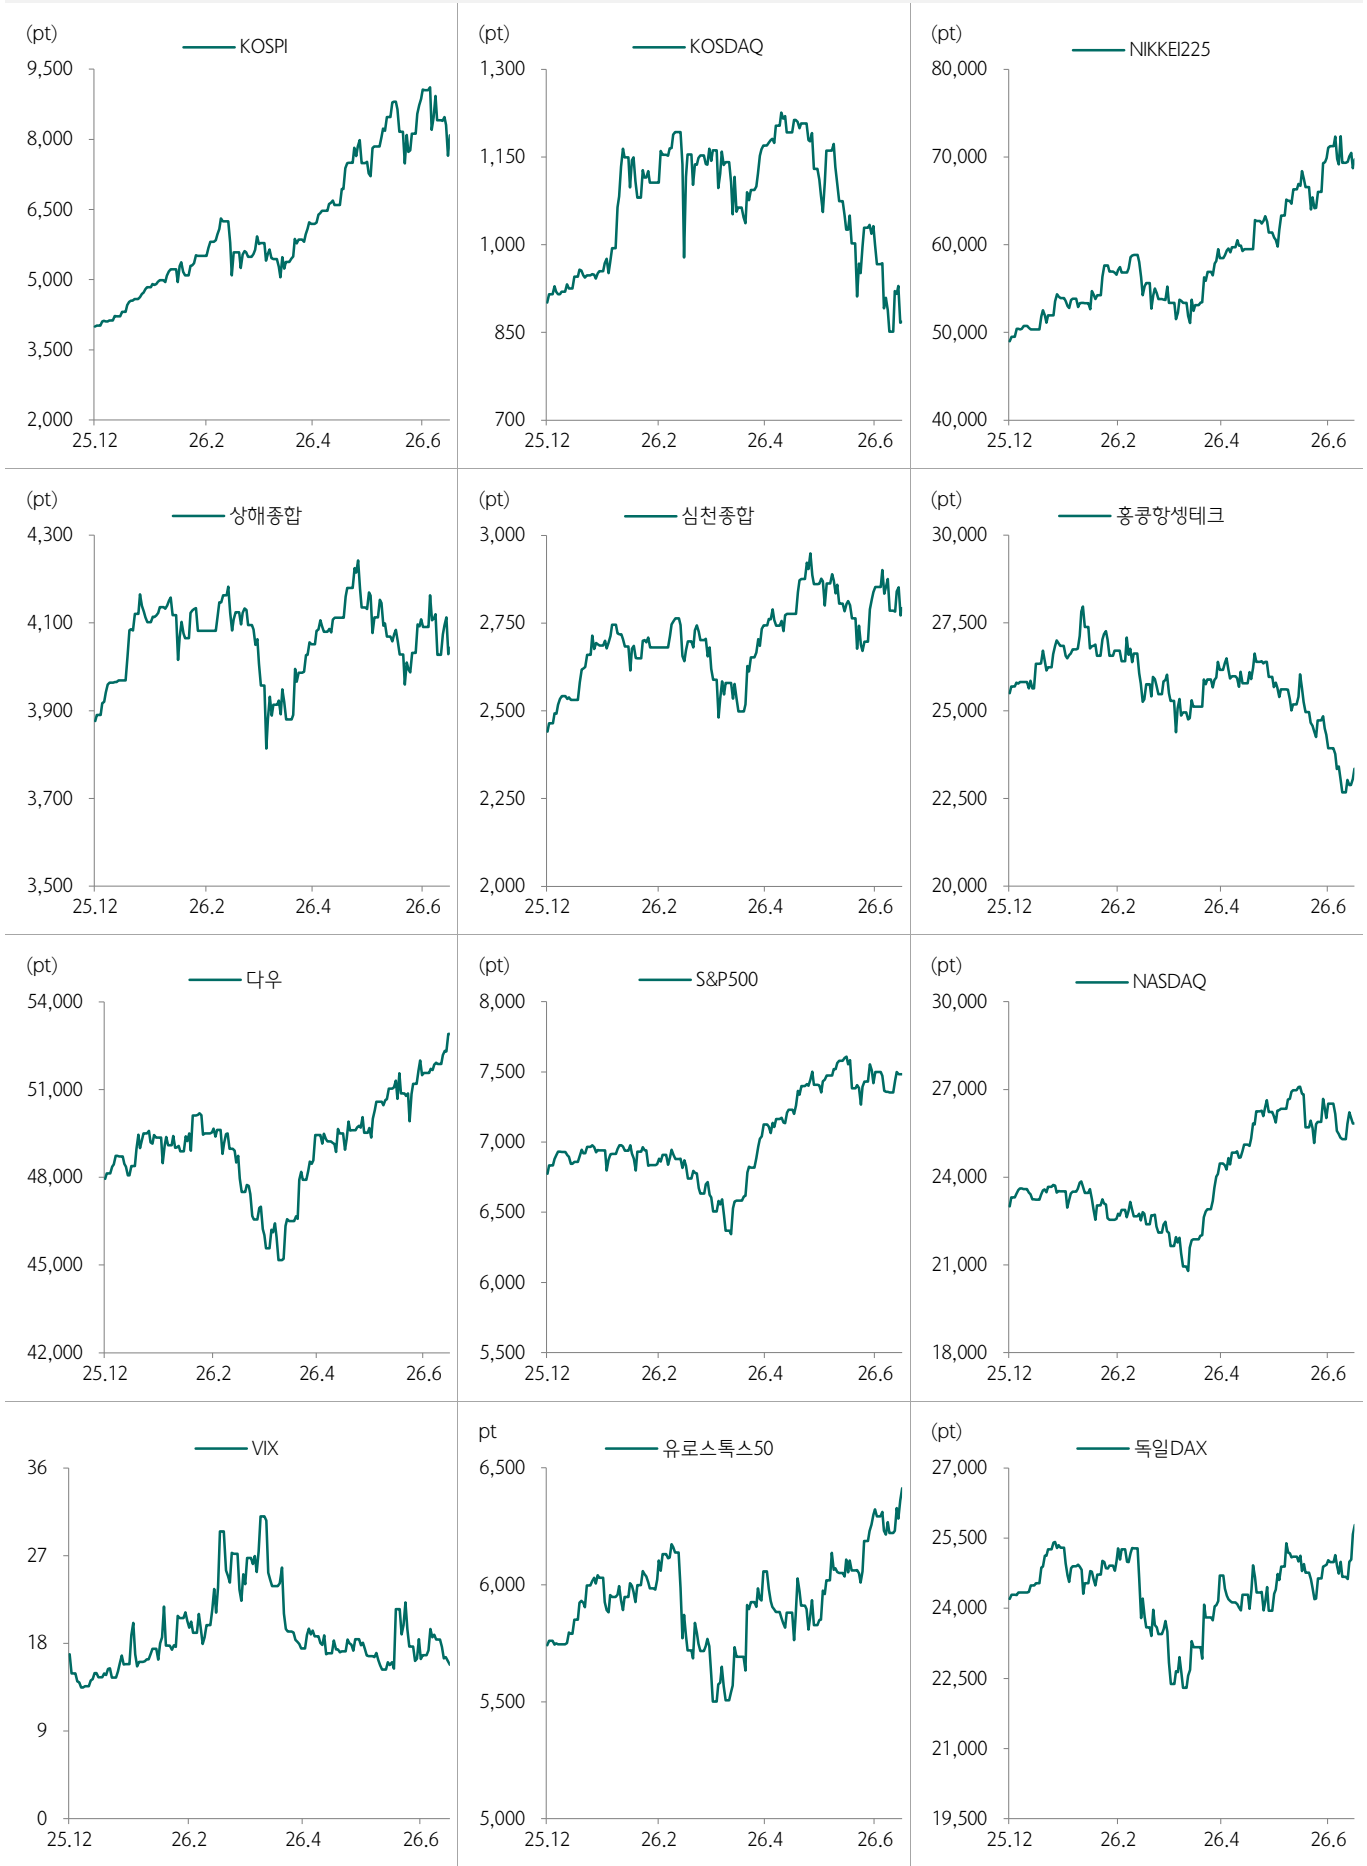 (pt)
KOSPI
9,500
8,000
6,500
5,000
3,500
2,000
25.12 26.2 26.4 26.6
(pt)
KOSDAQ
1,300
1,150
1,000
850
700
25.12 26.2 26.4 26.6
(pt)
NIKKEI225
80,000
70,000
60,000
50,000
40,000
25.12 26.2 26.4 26.6
(pt)
상해종합
4,300
4,100
3,900
3,700
3,500
25.12 26.2 26.4 26.6
(pt)
심천종합
3,000
2,750
2,500
2,250
2,000
25.12 26.2 26.4 26.6
(pt)
홍콩항셍테크
30,000
27,500
25,000
22,500
20,000
25.12 26.2 26.4 26.6
(pt)
다우
54,000
51,000
48,000
45,000
42,000
25.12 26.2 26.4 26.6
(pt)
S&P500
8,000
7,500
7,000
6,500
6,000
5,500
25.12 26.2 26.4 26.6
(pt)
NASDAQ
30,000
27,000
24,000
21,000
18,000
25.12 26.2 26.4 26.6
VIX
36
27
18
9
0
25.12 26.2 26.4 26.6
pt
유로스톡스50
6,500
6,000
5,500
5,000
25.12 26.2 26.4 26.6
(pt)
독일DAX
27,000
25,500
24,000
22,500
21,000
19,500
25.12 26.2 26.4 26.6